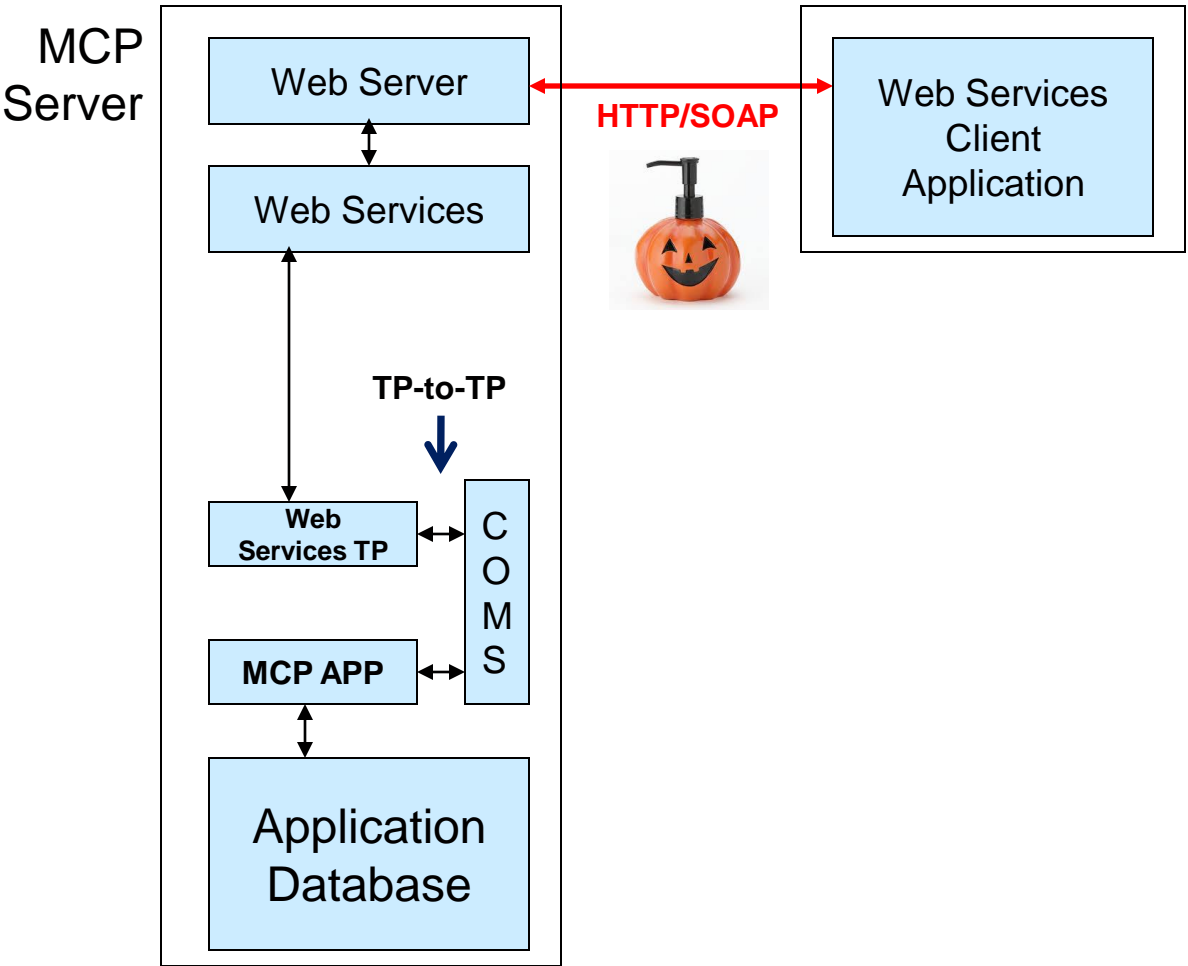 MCP
Server
Web Server
HTTP/SOAP
Web Services
Client
Application
Web Services
TP-to-TP
Web
Services TP
C
O
M
S
MCP APP
Application
Database